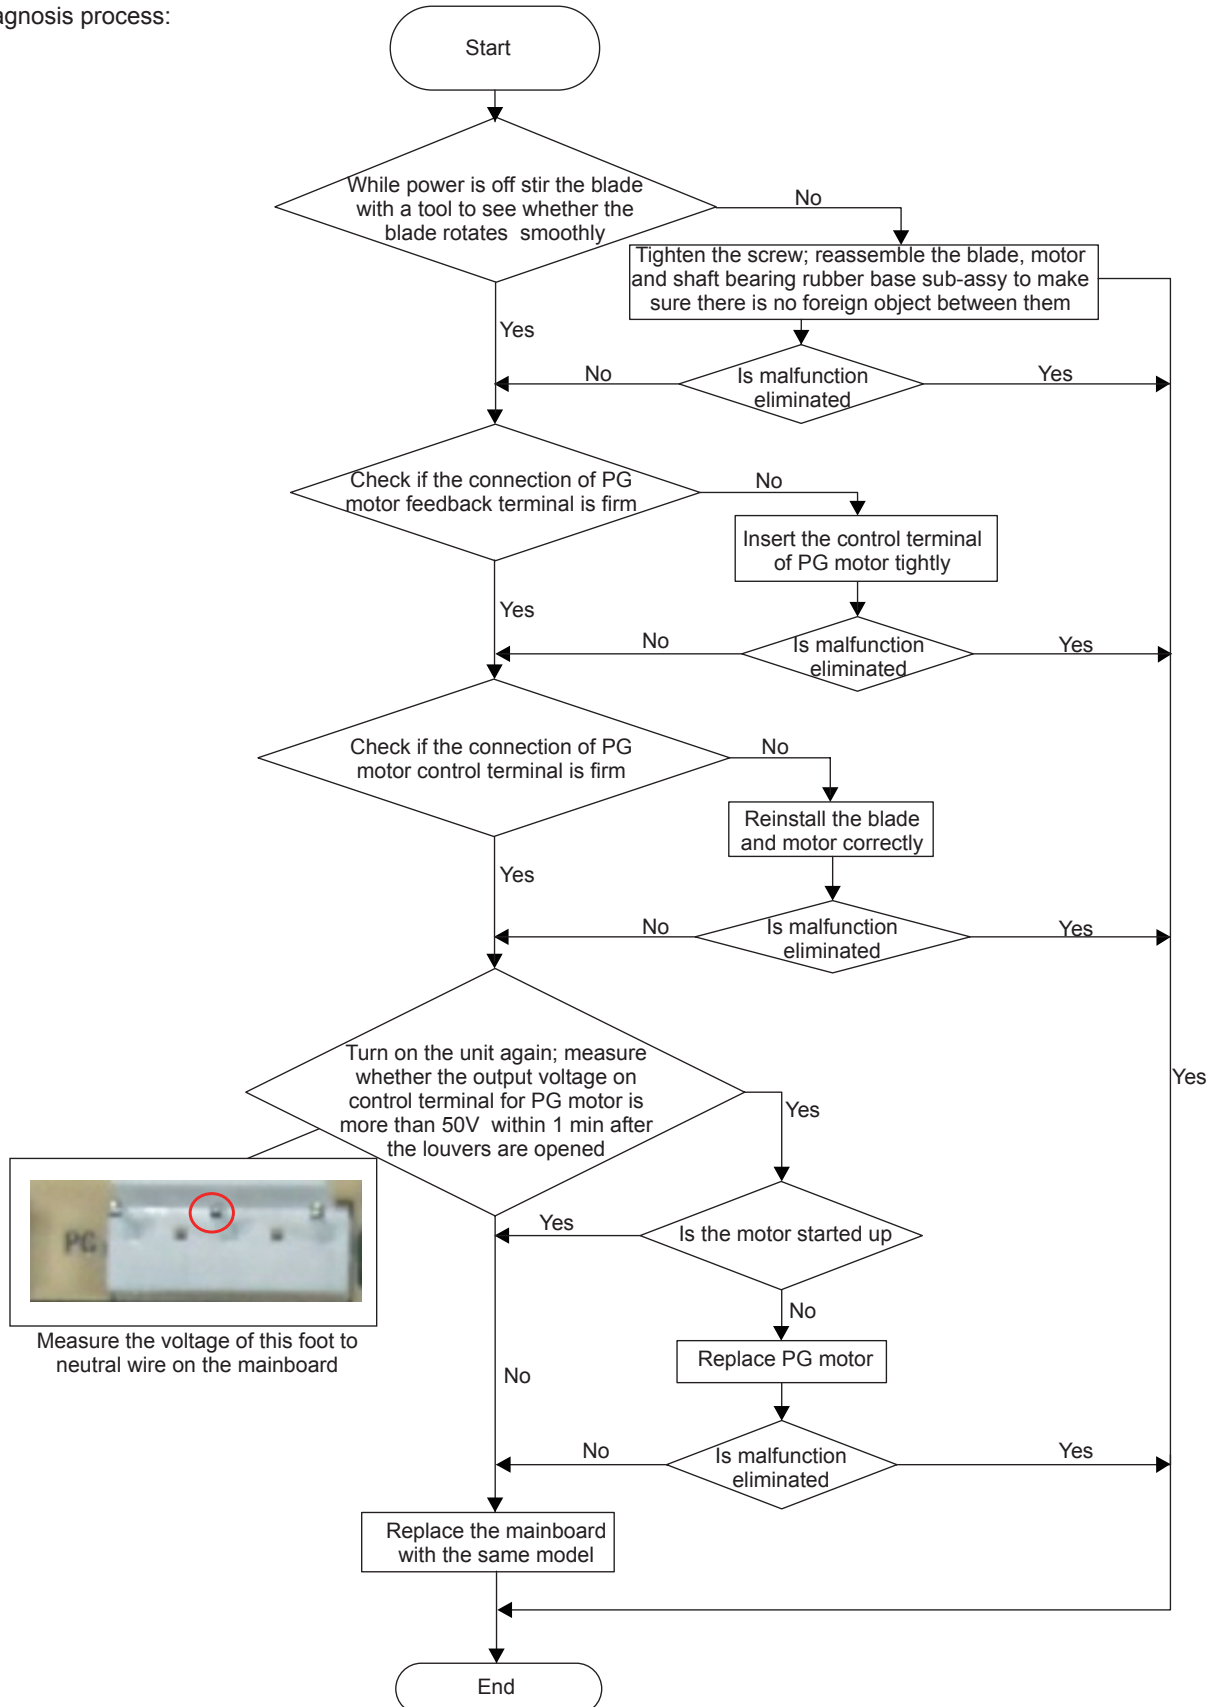 agnosis process:
Start
While power is off stir the blade
with a tool to see whether the
blade rotates smoothly
No
Tighten the screw; reassemble the blade, motor
and shaft bearing rubber base sub-assy to make
sure there is no foreign object between them
Yes
No
Is malfunction
eliminated
Yes
Check if the connection of PG
motor feedback terminal is firm
No
Insert the control terminal
of PG motor tightly
Yes
No
Is malfunction
eliminated
Yes
Check if the connection of PG
motor control terminal is firm
No
Reinstall the blade
and motor correctly
Yes
No
Is malfunction
eliminated
Yes
Turn on the unit again; measure
whether the output voltage on
control terminal for PG motor is
more than 50V within 1 min after
the louvers are opened
Yes
Yes
PG
Measure the voltage of this foot to
neutral wire on the mainboard
Yes
Is the motor started up
No
Replace PG motor
No
No
Is malfunction
eliminated
Yes
Replace the mainboard
with the same model
End